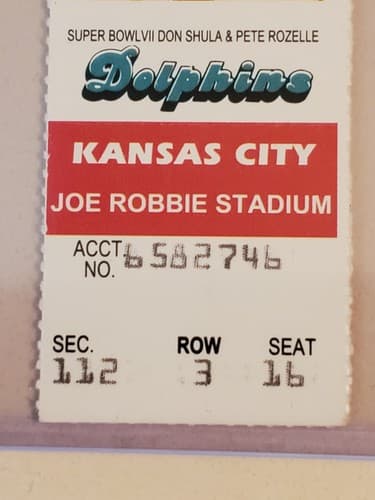 SUPER BOWLVII DON SHULA & PETE ROZELLE
Dolphins
KANSAS CITY
JOE ROBBIE STADIUM
ACCT. NO. 6582746
SEC. ROW SEAT
112 3 16